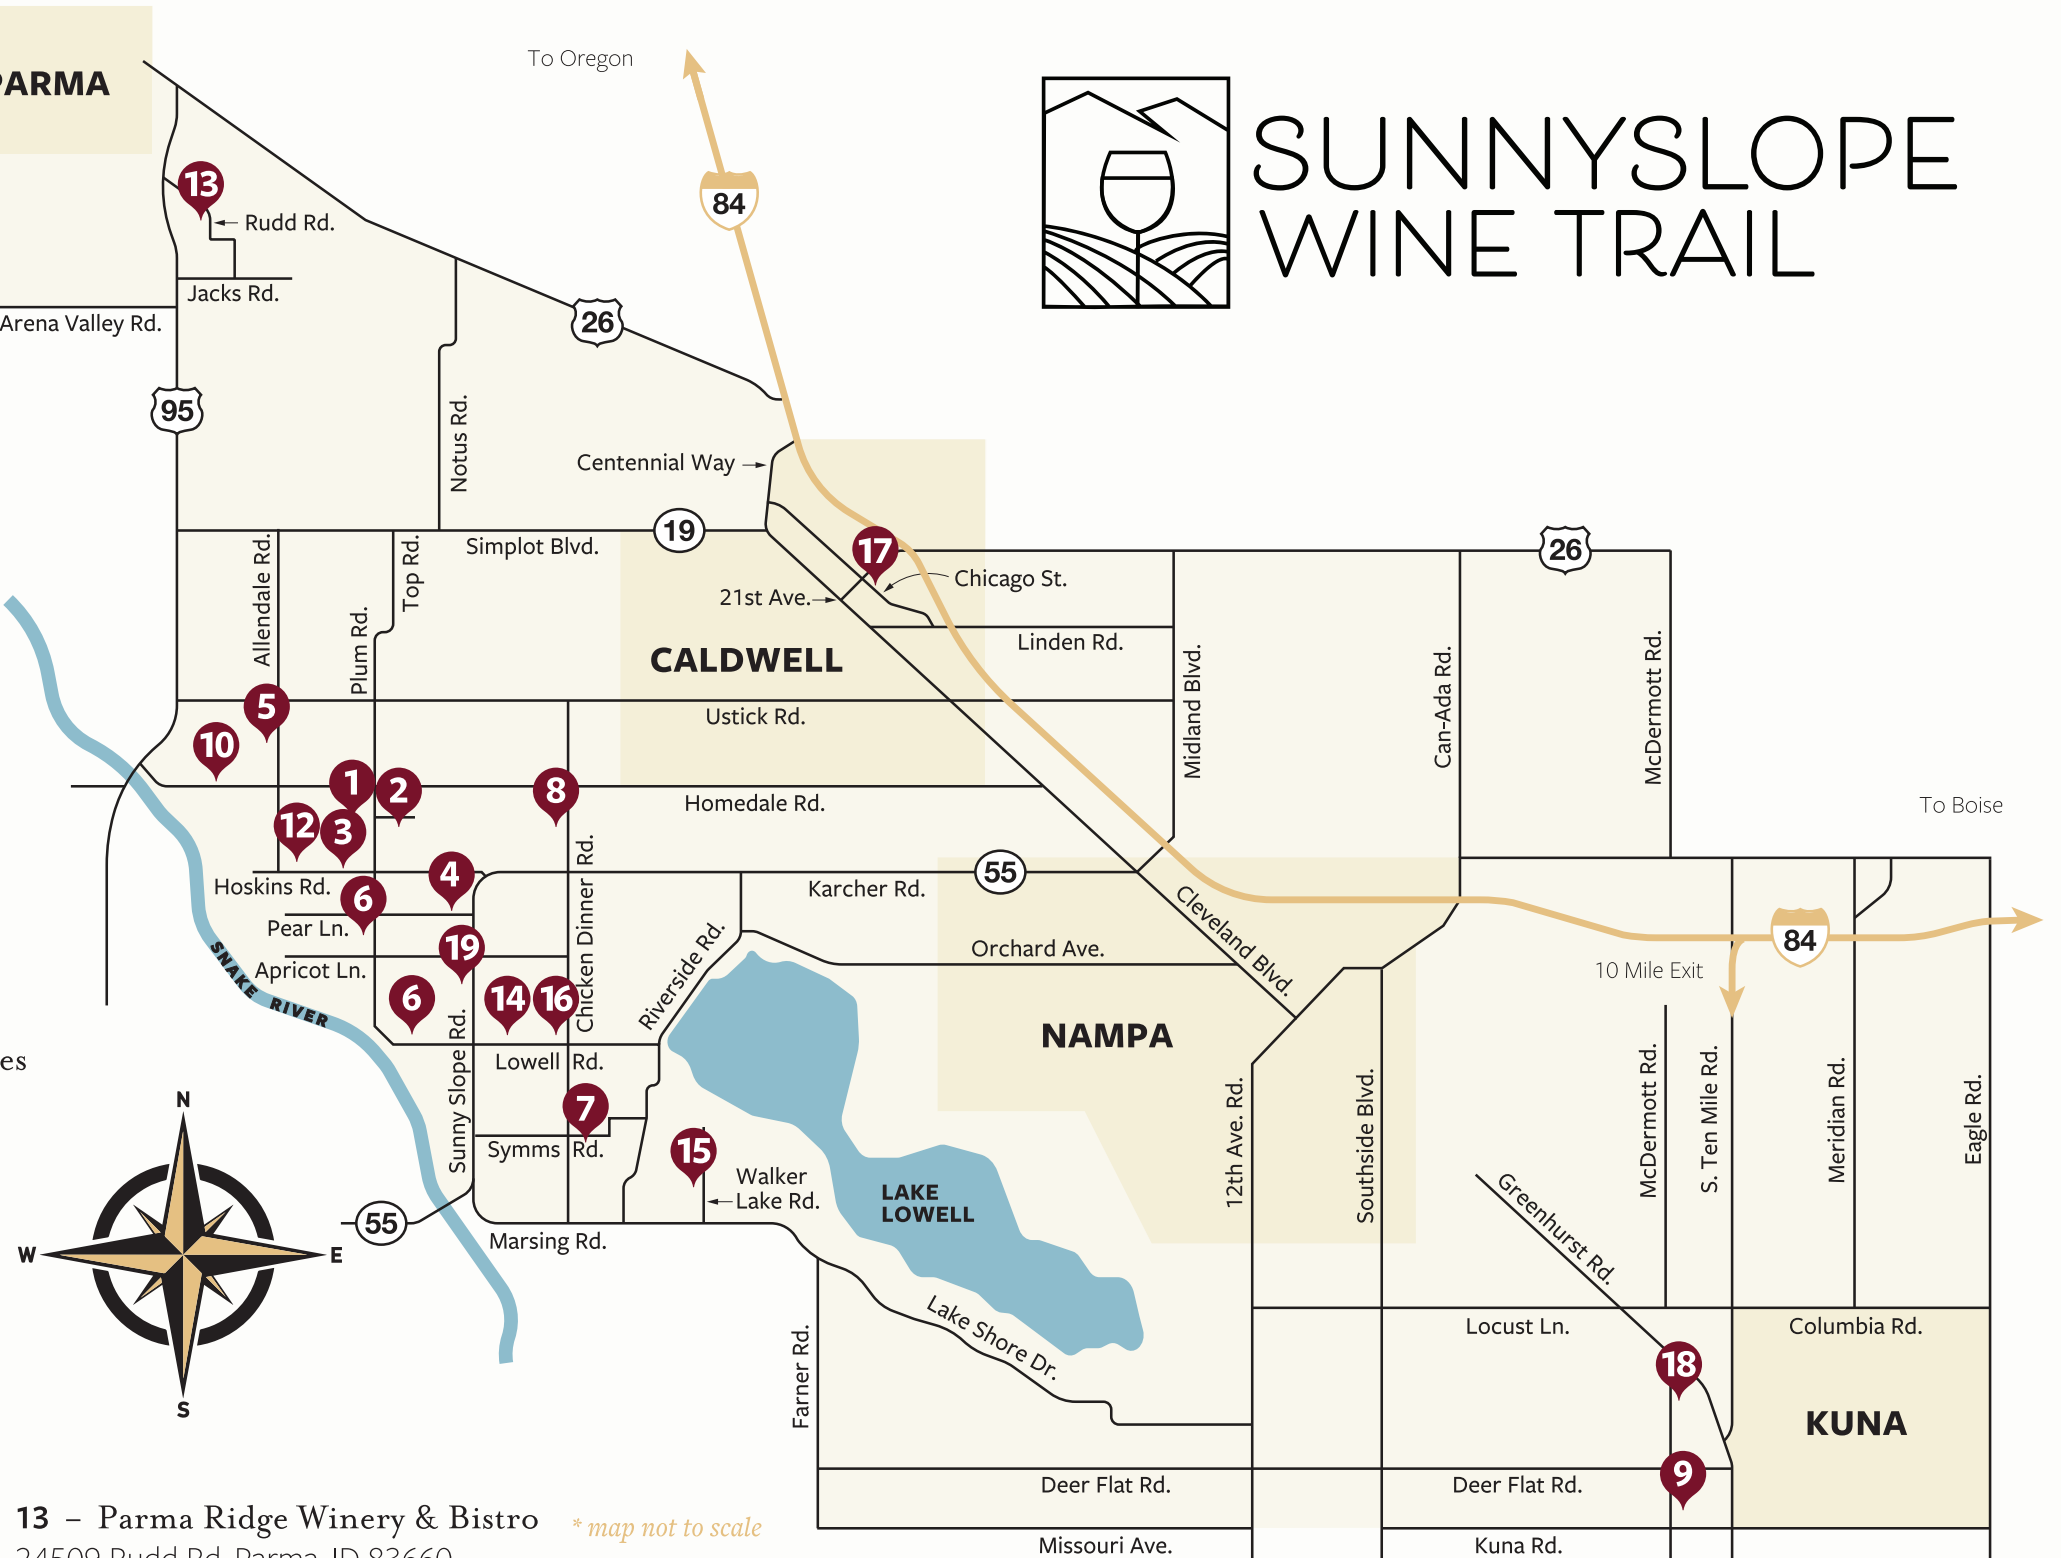 PARMA
To Oregon
SUNNYSLOPE
WINE TRAIL
84
13
Rudd Rd.
Jacks Rd.
Arena Valley Rd.
26
95
Notus Rd.
Centennial Way
19
Simplot Blvd.
17
26
Allendale Rd.
Top Rd.
Plum Rd.
Chicago St.
21st Ave.
Linden Rd.
CALDWELL
Midland Blvd.
Can-Ada Rd.
McDermott Rd.
5
Ustick Rd.
10
1
2
8
Homedale Rd.
To Boise
12
3
4
55
Hoskins Rd.
Karcher Rd.
6
Chicken Dinner Rd.
Cleveland Blvd.
Pear Ln.
19
Riverside Rd.
Orchard Ave.
84
Apricot Ln.
10 Mile Exit
SNAKE RIVER
6
14
16
NAMPA
es
Sunny Slope Rd.
Lowell Rd.
N
7
12th Ave. Rd.
Southside Blvd.
McDermott Rd.
S. Ten Mile Rd.
Meridian Rd.
Eagle Rd.
Symms Rd.
15
Walker
Lake Rd.
LAKE
LOWELL
Greenhurst Rd.
W
E
55
Marsing Rd.
Lake Shore Dr.
Locust Ln.
Columbia Rd.
Farner Rd.
18
S
KUNA
9
Deer Flat Rd.
Deer Flat Rd.
13 – Parma Ridge Winery & Bistro
* map not to scale
Missouri Ave.
Kuna Rd.
24509 Rudd Rd, Parma, ID 83660